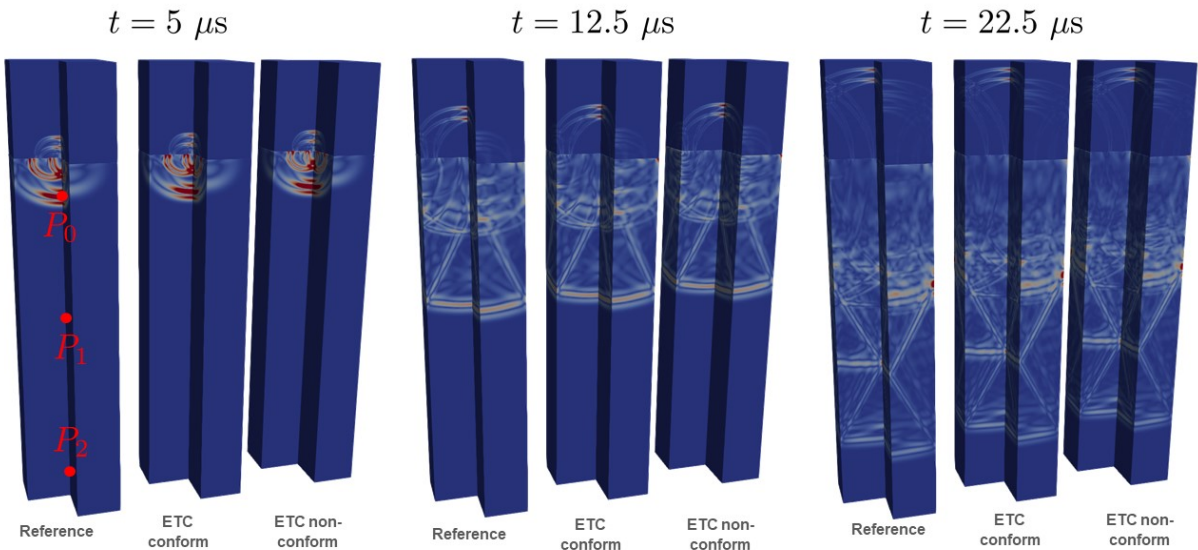 t = 5 μs
t = 12.5 μs
t = 22.5 μs
P₀
P₁
P₂
Reference
ETC
conform
ETC non-
conform
Reference
ETC
conform
ETC non-
conform
Reference
ETC
conform
ETC non-
conform